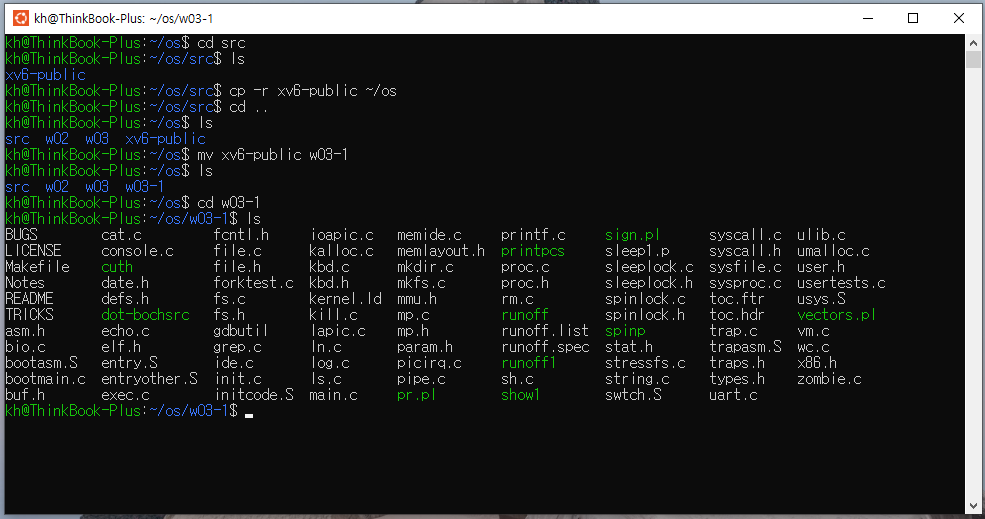 kh@ThinkBook-Plus: ~/os/w03-1
kh@ThinkBook-Plus:~/os$ cd src
kh@ThinkBook-Plus:~/os/src$ ls
xv6-public
kh@ThinkBook-Plus:~/os/src$ cp -r xv6-public ~/os
kh@ThinkBook-Plus:~/os/src$ cd ..
kh@ThinkBook-Plus:~/os$ ls
src w02 w03 xv6-public
kh@ThinkBook-Plus:~/os$ mv xv6-public w03-1
kh@ThinkBook-Plus:~/os$ ls
src w02 w03 w03-1
kh@ThinkBook-Plus:~/os$ cd w03-1
kh@ThinkBook-Plus:~/os/w03-1$ ls
BUGS cat.c fcntl.h ioapic.c memide.c printf.c sign.pl syscall.c ulib.c
LICENSE console.c file.c kalloc.c memlayout.h printpcs sleep1.p syscall.h umalloc.c
Makefile cuth file.h kbd.c mkdir.c proc.c sleeplock.c sysfile.c user.h
Notes date.h forktest.c kbd.h mkfs.c proc.h sleeplock.h sysproc.c usertests.c
README defs.h fs.c kernel.ld mmu.h rm.c spinlock.c toc.ftr usys.S
TRICKS dot-bochsrc fs.h kill.c mp.c runoff spinlock.h toc.hdr vectors.pl
asm.h echo.c gdbutil lapic.c mp.h runoff.list spinp trap.c vm.c
bio.c elf.h grep.c ln.c param.h runoff.spec stat.h trapasm.S wc.c
bootasm.S entry.S ide.c log.c picirq.c runoff1 stressfs.c traps.h x86.h
bootmain.c entryother.S init.c ls.c pipe.c sh.c string.c types.h zombie.c
buf.h exec.c initcode.S main.c pr.pl show1 swtch.S uart.c
kh@ThinkBook-Plus:~/os/w03-1$